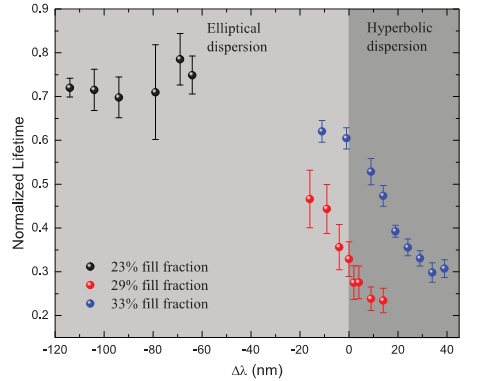 Elliptical
dispersion
Hyperbolic
dispersion
Normalized Lifetime
0.9
0.8
0.7
0.6
0.5
0.4
0.3
0.2
23% fill fraction
29% fill fraction
33% fill fraction
-120 -100 -80 -60 -40 -20 0 20 40
Δλ (nm)